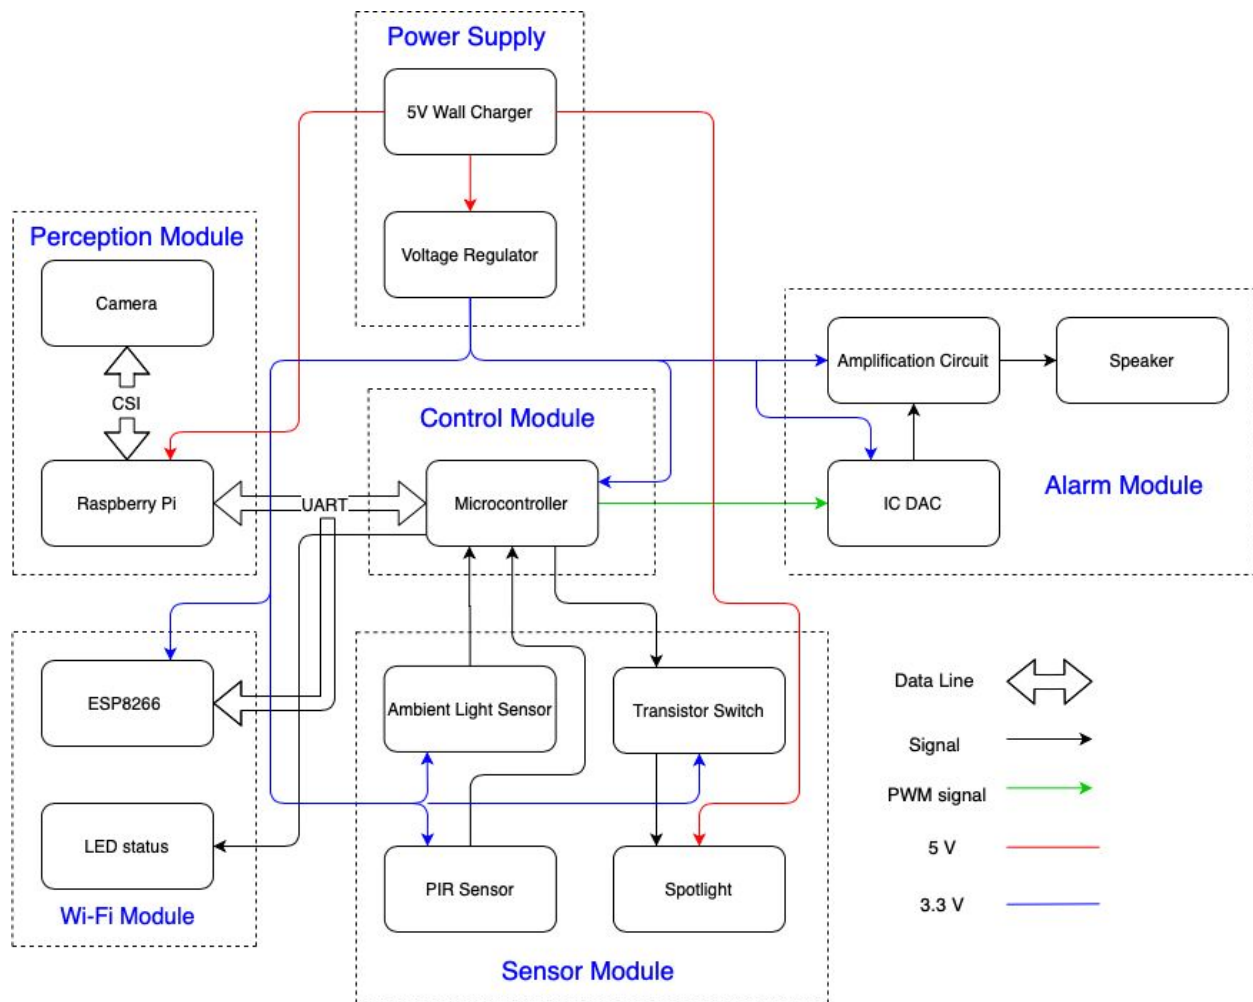 Power Supply
5V Wall Charger
Voltage Regulator
Perception Module
Camera
CSI
Raspberry Pi
UART
Control Module
Microcontroller
Amplification Circuit
Speaker
IC DAC
Alarm Module
ESP8266
LED status
Wi-Fi Module
Ambient Light Sensor
Transistor Switch
PIR Sensor
Spotlight
Sensor Module
Data Line
Signal
PWM signal
5 V
3.3 V